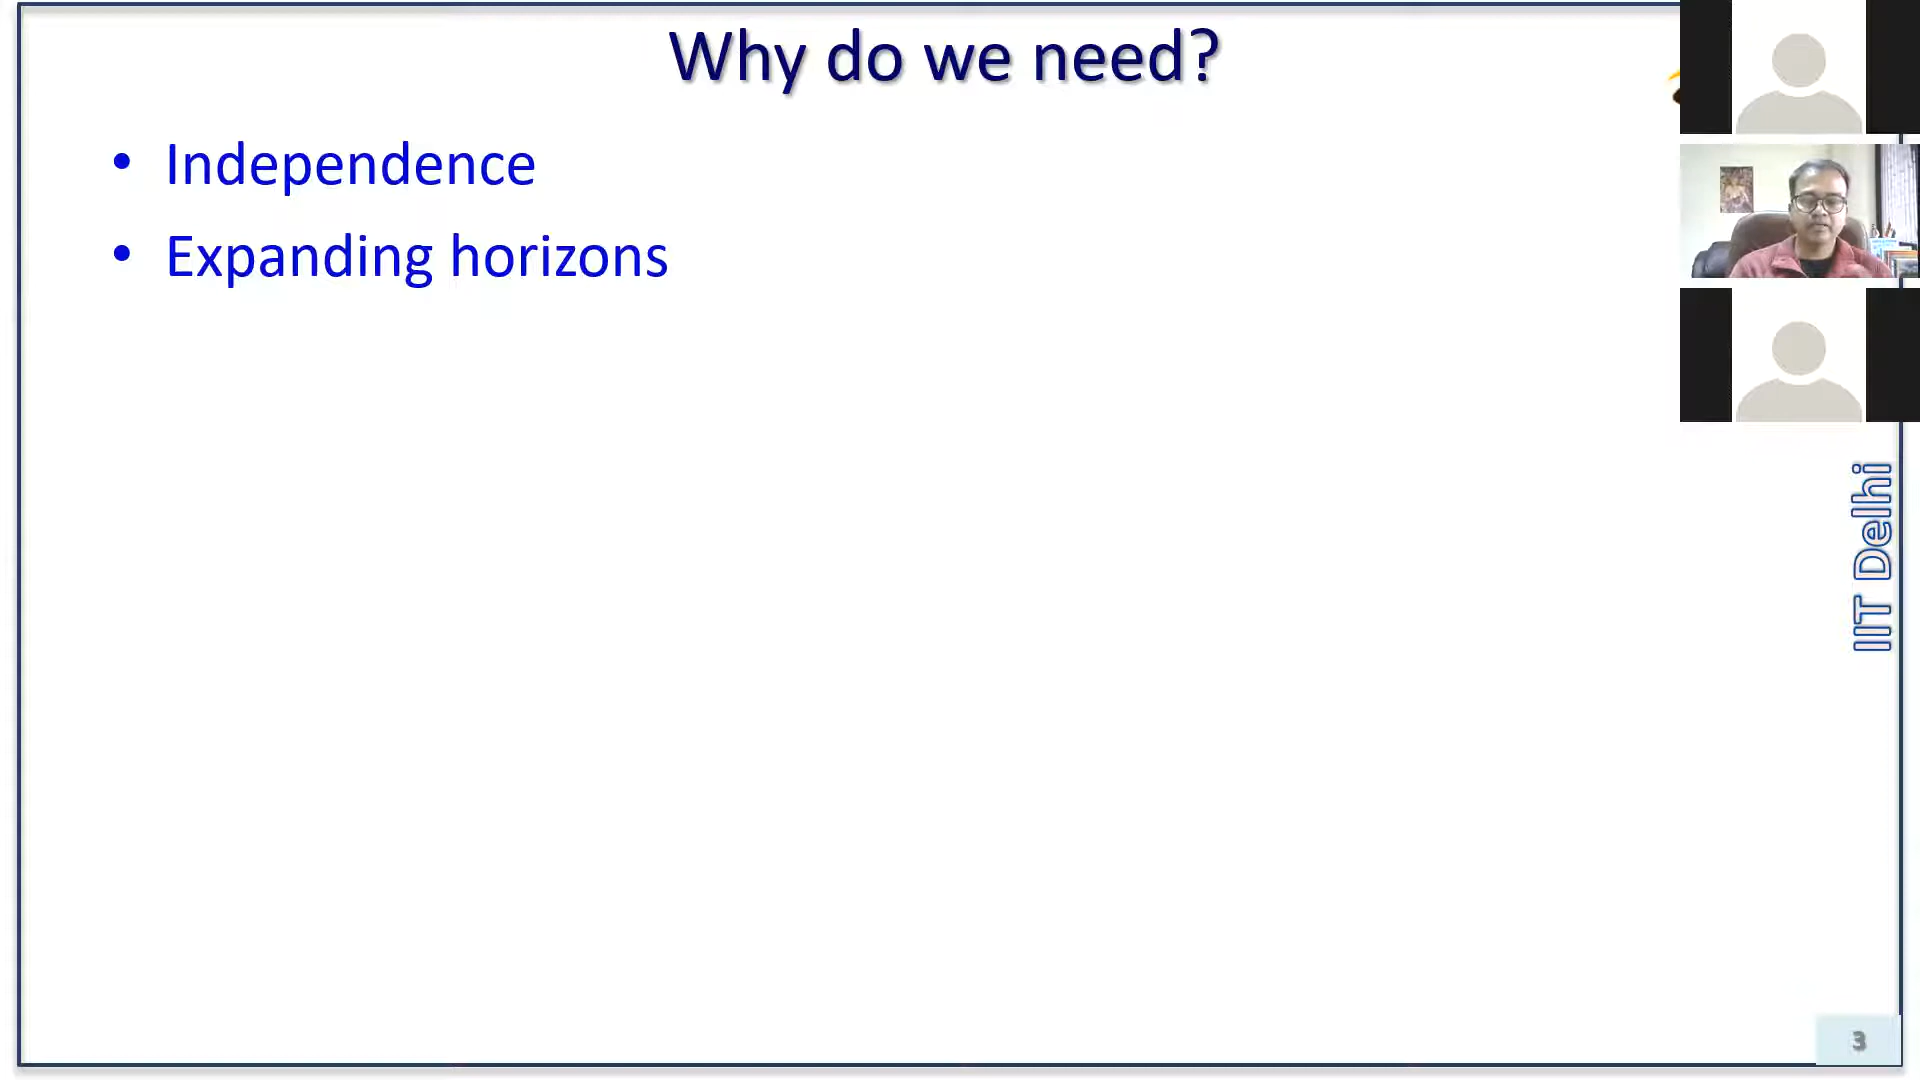 Why do we need?
• Independence
• Expanding horizons
IIT Delhi
3